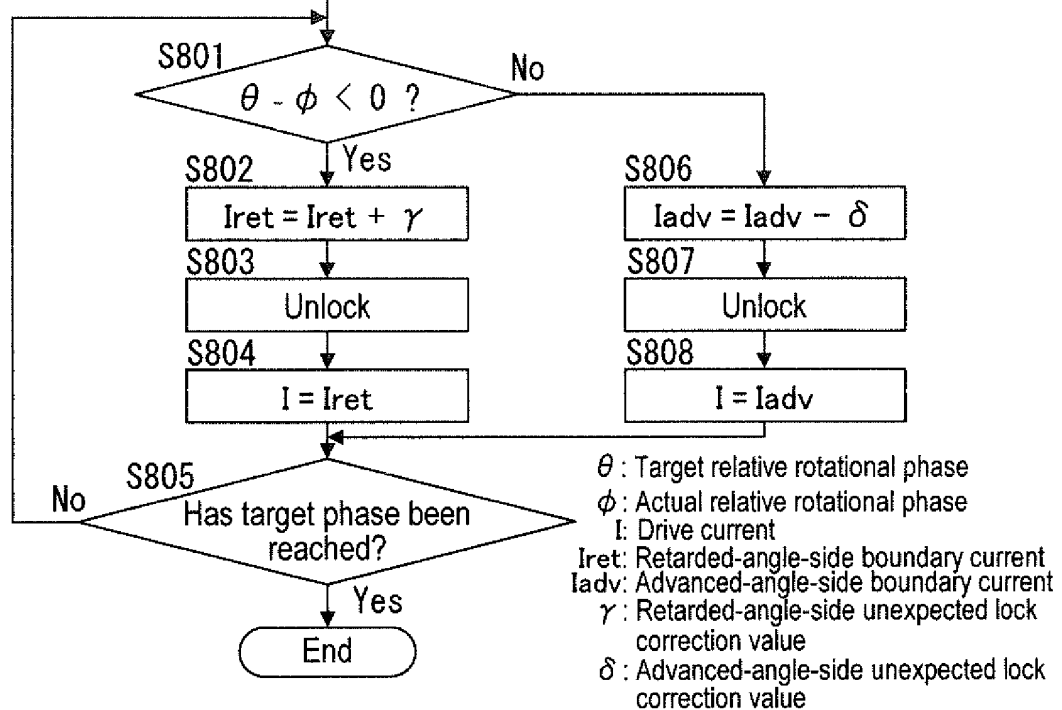 S801
θ - ϕ < 0 ?
No
Yes
S802
Iret = Iret + γ
S803
Unlock
S804
I = Iret
S806
Iadv = Iadv − δ
S807
Unlock
S808
I = Iadv
S805
No
Has target phase been
reached?
Yes
End
θ : Target relative rotational phase
ϕ : Actual relative rotational phase
I: Drive current
Iret: Retarded-angle-side boundary current
Iadv: Advanced-angle-side boundary current
γ : Retarded-angle-side unexpected lock
correction value
δ : Advanced-angle-side unexpected lock
correction value